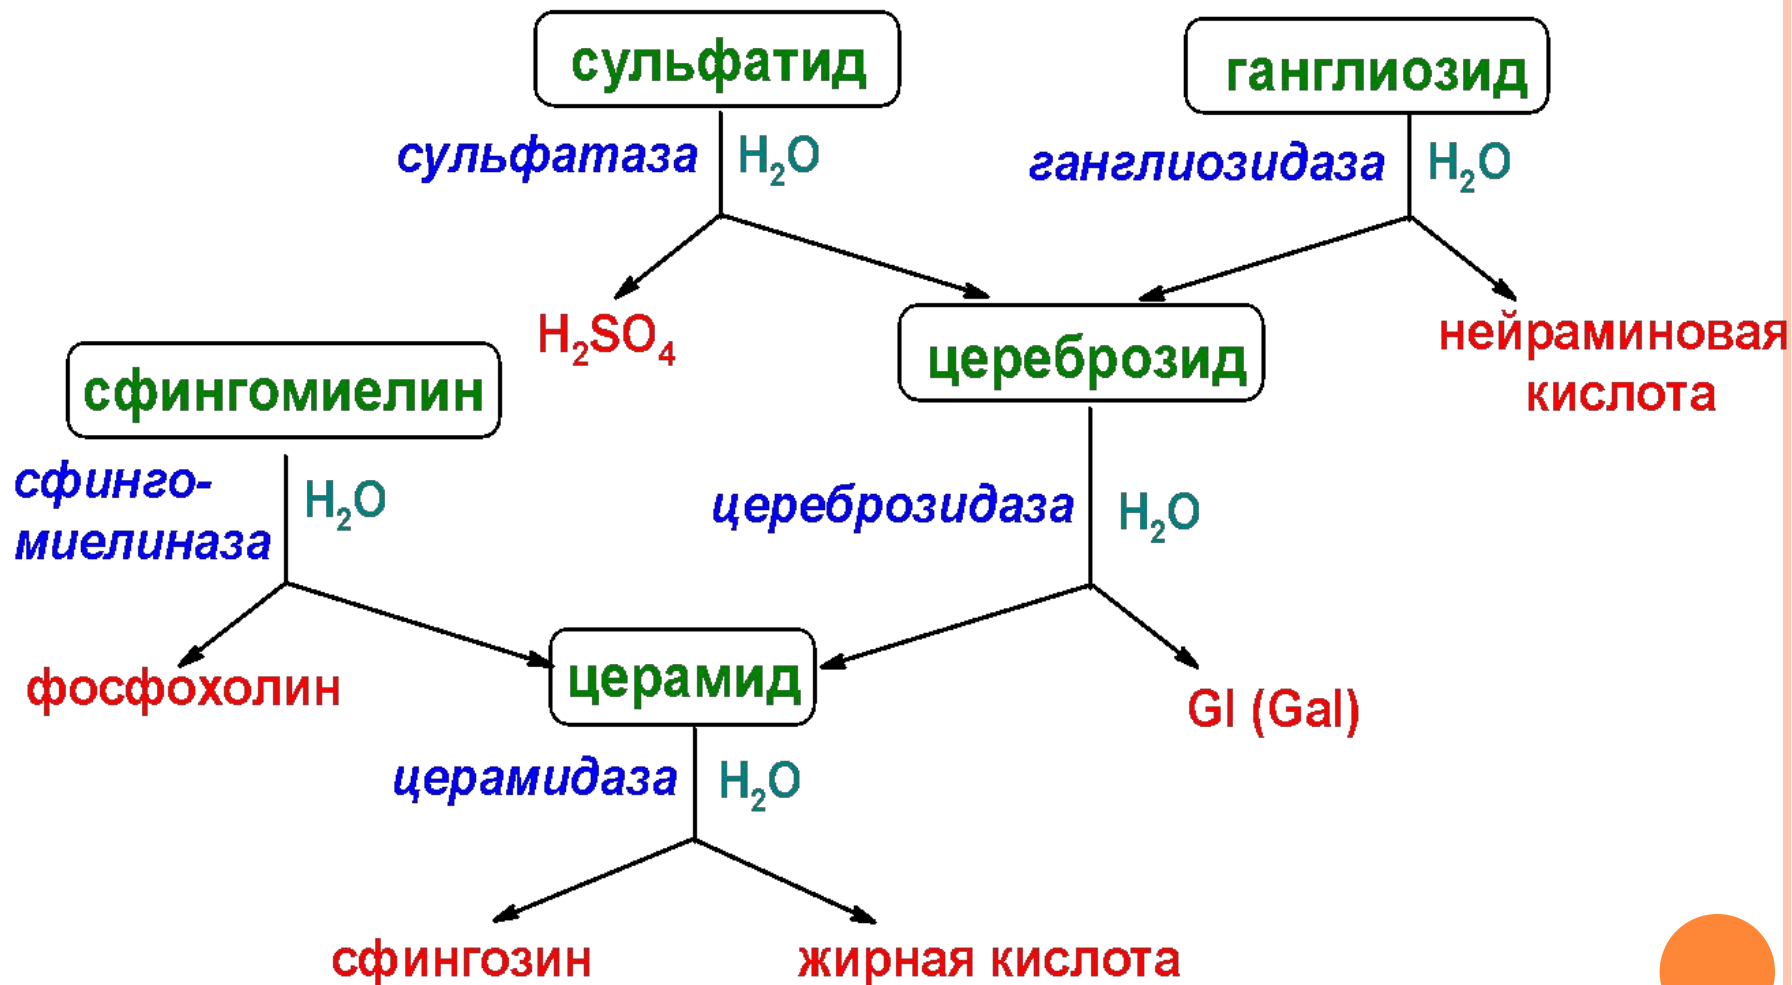 сульфатид
ганглиозид
сульфатаза
H₂O
ганглиозидаза
H₂O
H₂SO₄
цереброзид
нейраминовая
кислота
сфингомиелин
сфинго-
миелиназа
H₂O
цереброзидаза
H₂O
фосфохолин
церамид
Gl (Gal)
церамидаза
H₂O
сфингозин
жирная кислота